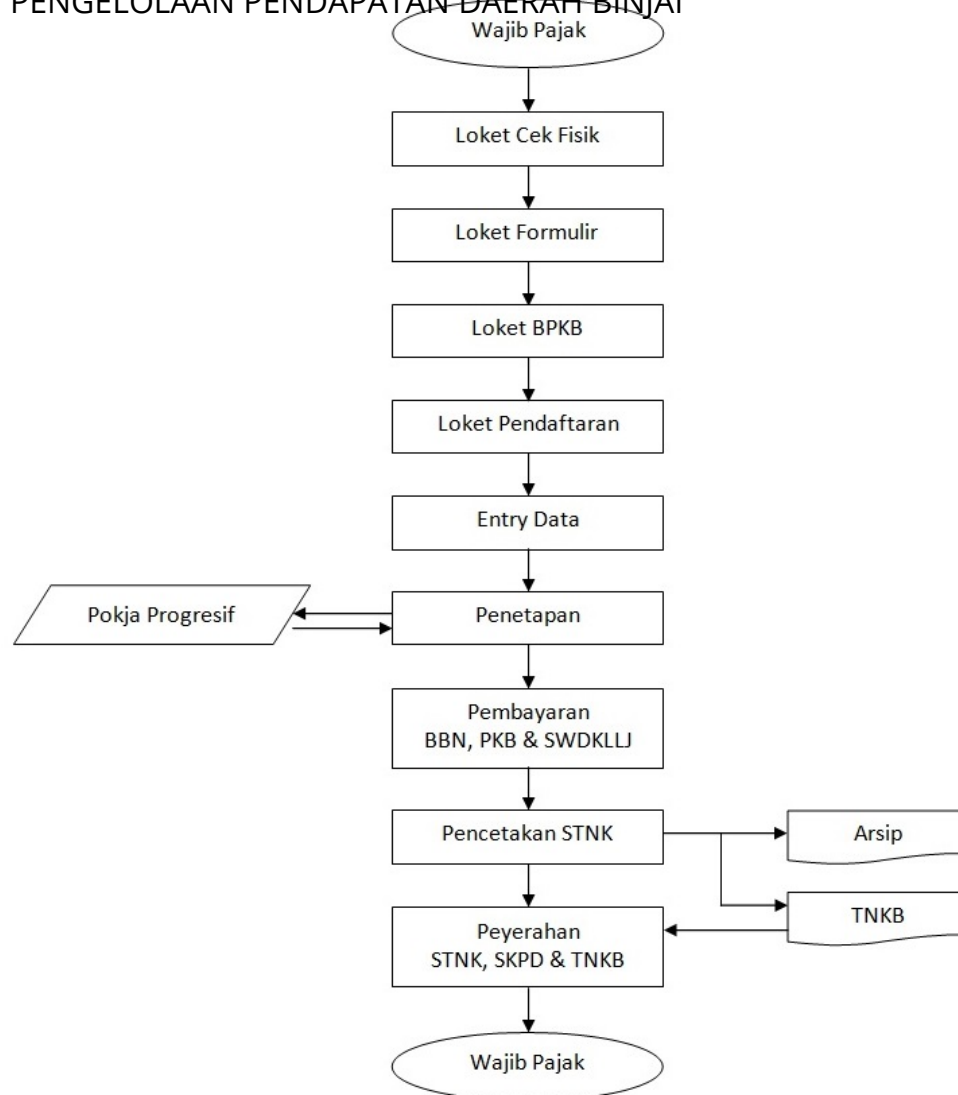 PENGELOLAAN PENDAPATAN DAERAH BINJAI
Wajib Pajak
Loket Cek Fisik
Loket Formulir
Loket BPKB
Loket Pendaftaran
Entry Data
Pokja Progresif
Penetapan
Pembayaran
BBN, PKB & SWDKLLJ
Pencetakan STNK
Arsip
TNKB
Peyerahan
STNK, SKPD & TNKB
Wajib Pajak